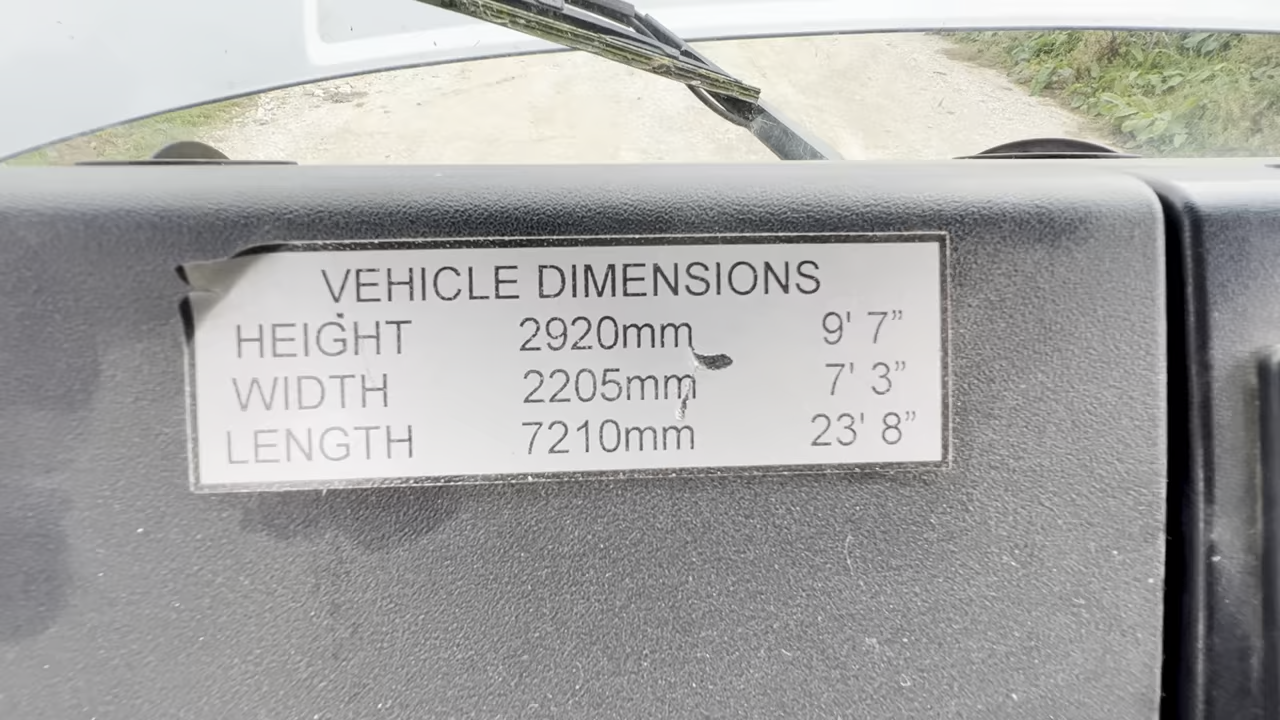 VEHICLE DIMENSIONS
HEIGHT 2920mm 9' 7”
WIDTH 2205mm 7' 3”
LENGTH 7210mm 23' 8”